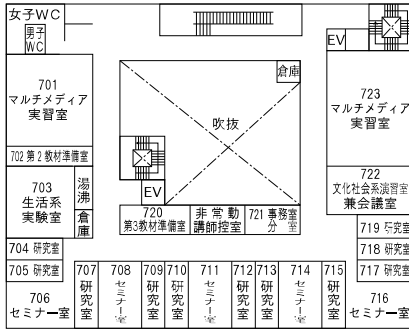 女子WC
男子
WC
EV
701
マルチメディア
実習室
倉庫
吹抜
723
マルチメディア
実習室
702 第2教材準備室
703
生活系
実験室
湯沸
倉庫
EV
722
文化社会系演習室
兼会議室
720
第3教材準備室
非常勤
講師控室
721 事務室
分室
719 研究室
718 研究室
717 研究室
704 研究室
705 研究室
706
セミナー室
707
研究室
708
セミナー室
709
研究室
710
研究室
711
セミナー室
712
研究室
713
研究室
714
セミナー室
715
研究室
716
セミナー室